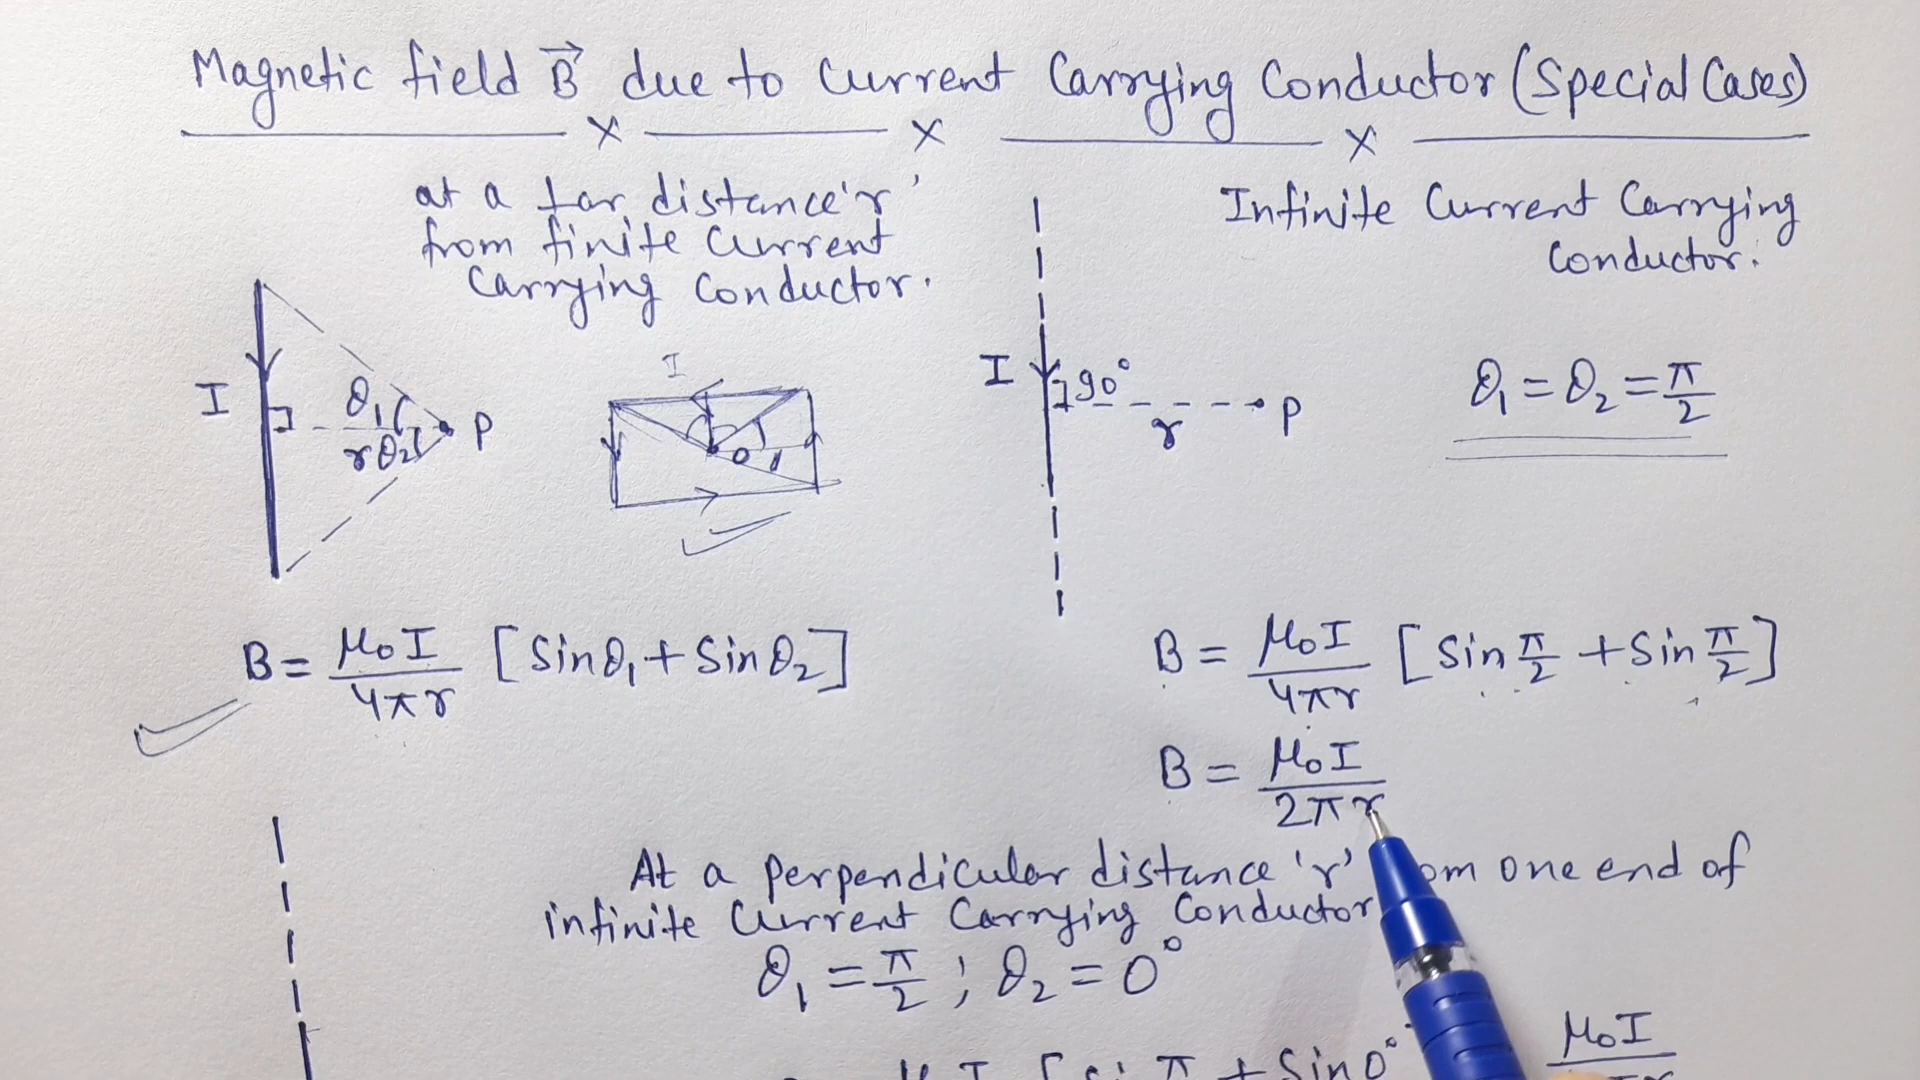 Magnetic field B⃗ due to Current Carrying Conductor (Special Cases)
at a far distance 'r'
from finite Current
Carrying Conductor.
I
θ₁
r θ₂
P
I
O
Infinite Current Carrying
Conductor.
I
90°
r
P
θ₁ = θ₂ = π/2
B = μ₀I/4πr [Sinθ₁ + Sinθ₂]
B = μ₀I/4πr [Sin π/2 + Sin π/2]
B = μ₀I/2πr
At a perpendicular distance 'r' om one end of
infinite Current Carrying Conductor
θ₁ = π/2 ; θ₂ = 0°
π + Sin0° μ₀I